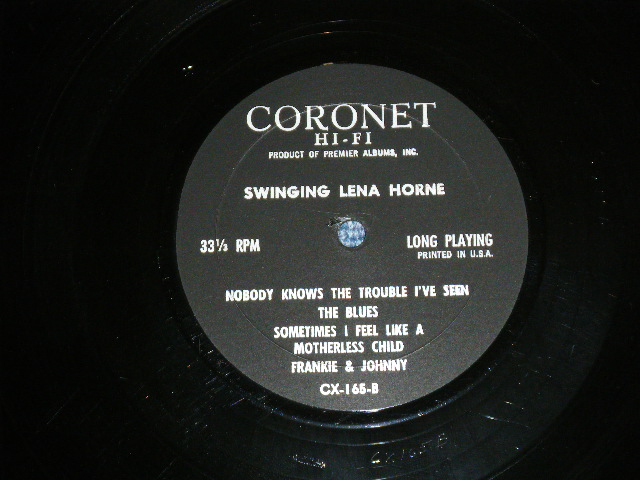 CORONET
HI-FI
PRODUCT OF PREMIER ALBUMS, INC.
SWINGING LENA HORNE
33⅓ RPM
LONG PLAYING
PRINTED IN U.S.A.
NOBODY KNOWS THE TROUBLE I'VE SEEN
THE BLUES
SOMETIMES I FEEL LIKE A
MOTHERLESS CHILD
FRANKIE & JOHNNY
CX-165-B